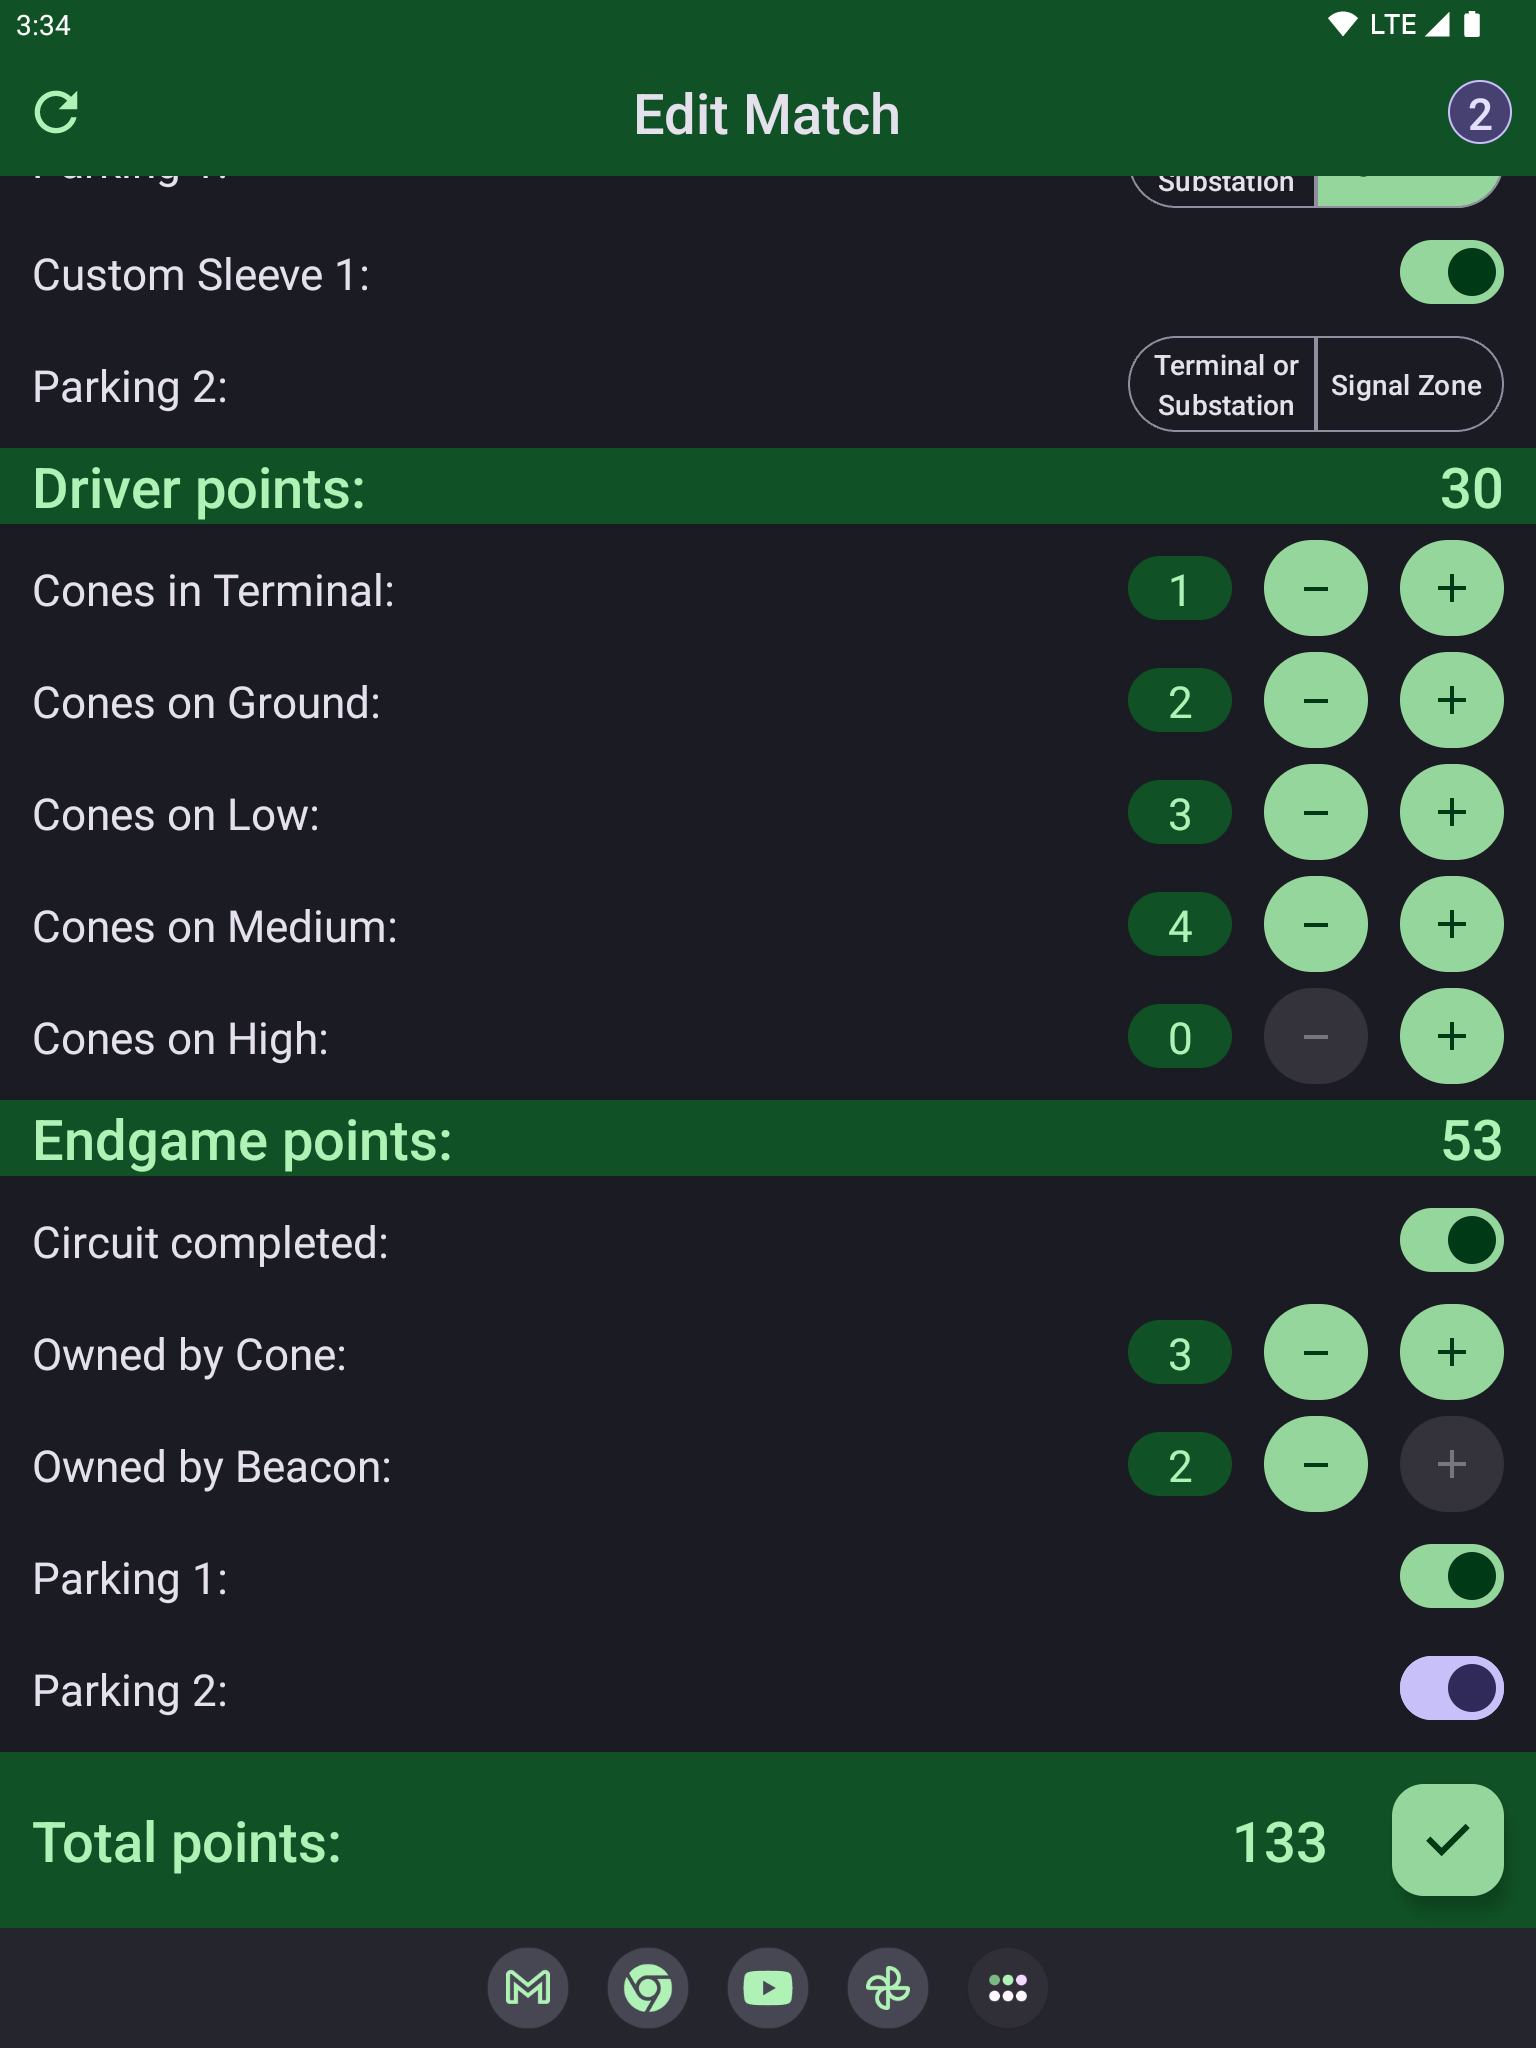 3:34
LTE
Edit Match
2
Substation
Custom Sleeve 1:
Parking 2:
Terminal or
Substation
Signal Zone
Driver points: 30
Cones in Terminal: 1 − +
Cones on Ground: 2 − +
Cones on Low: 3 − +
Cones on Medium: 4 − +
Cones on High: 0 − +
Endgame points: 53
Circuit completed:
Owned by Cone: 3 − +
Owned by Beacon: 2 − +
Parking 1:
Parking 2:
Total points: 133